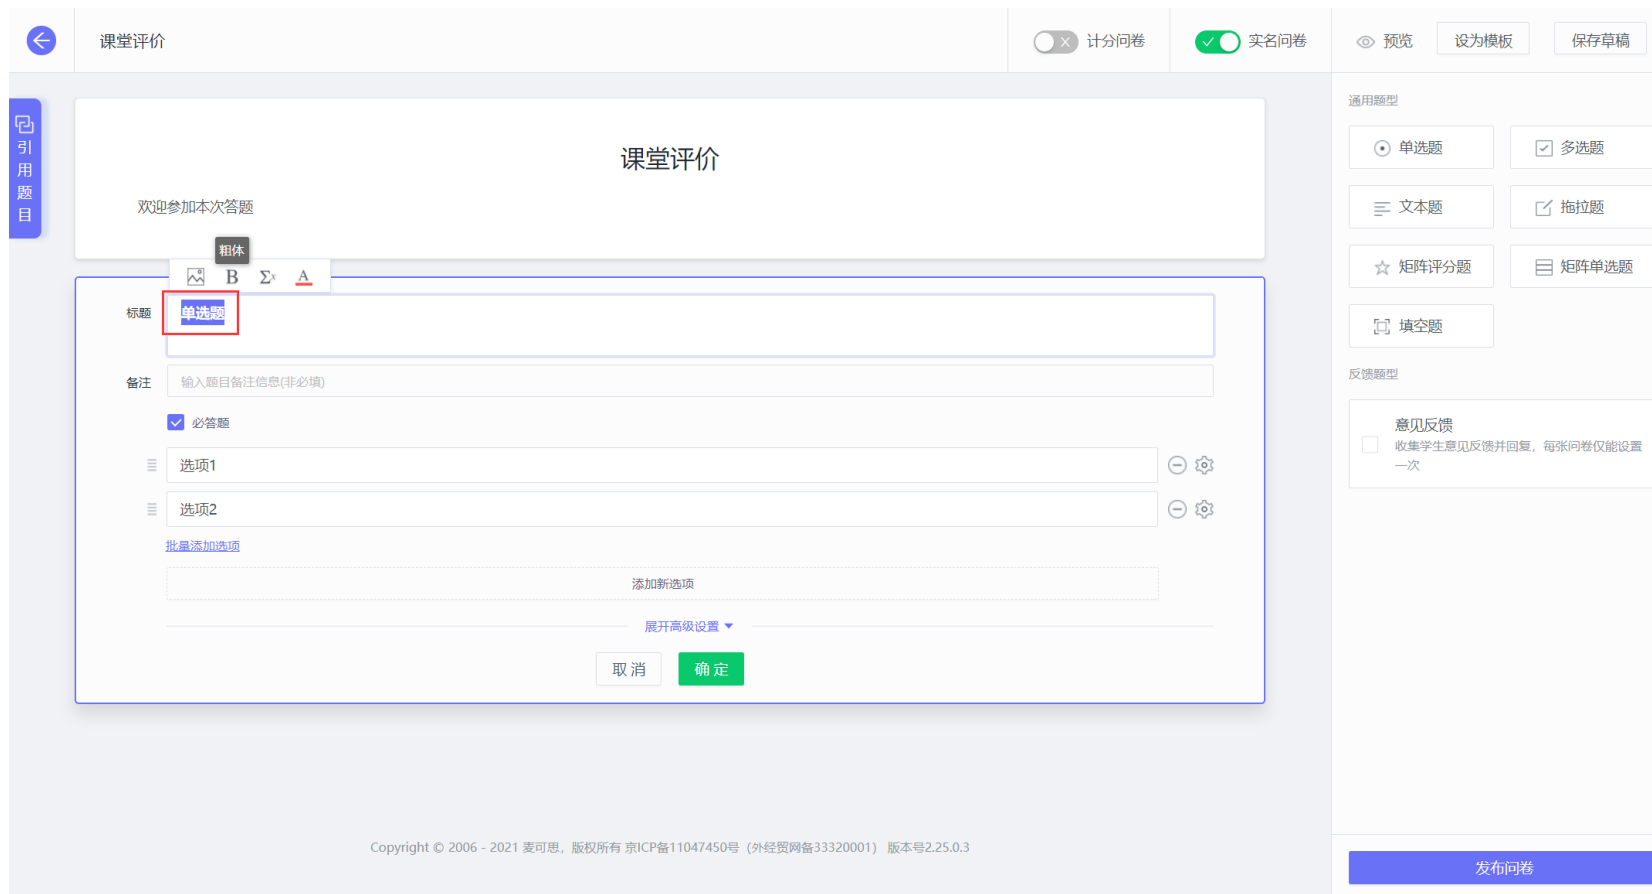 课堂评价
计分问卷
实名问卷
预览
设为模板
保存草稿
引用题目
课堂评价
欢迎参加本次答题
粗体
B Σx A
标题
单选题
备注
输入题目备注信息(非必填)
必答题
选项1
选项2
批量添加选项
添加新选项
展开高级设置
取消
确定
Copyright © 2006 - 2021 麦可思，版权所有 京ICP备11047450号（外经贸网备33320001） 版本号2.25.0.3
通用题型
单选题
多选题
文本题
拖拉题
矩阵评分题
矩阵单选题
填空题
反馈题型
意见反馈
收集学生意见反馈并回复，每张问卷仅能设置
一次
发布问卷